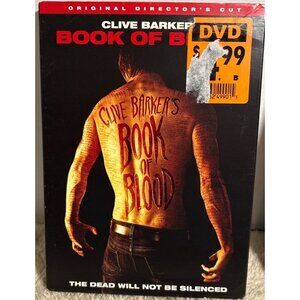 ORIGINAL DIRECTOR'S CUT
CLIVE BARKER
BOOK OF B
DVD
$ .99
B
CLIVE BARKER'S
BOOK
OF
BLOOD
THE DEAD WILL NOT BE SILENCED